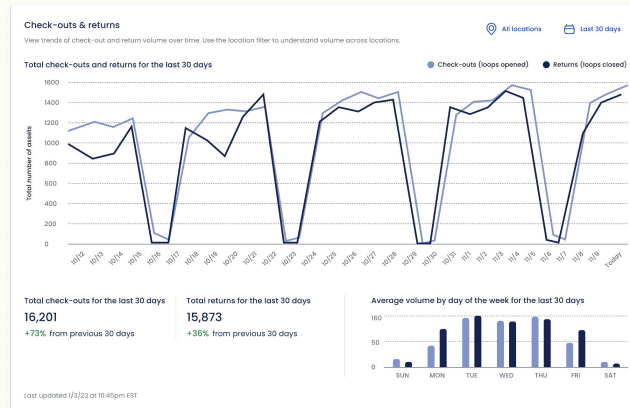 Check-outs & returns
All locations
Last 30 days
View trends of check-out and return volume over time. Use the location filter to understand volume across locations.
Total check-outs and returns for the last 30 days
Check-outs (loops opened)
Returns (loops closed)
Total number of assets
1600
1400
1200
1000
800
600
400
200
0
10/12 10/13 10/14 10/15 10/16 10/17 10/18 10/19 10/20 10/21 10/22 10/23 10/24 10/25 10/26 10/27 10/28 10/29 10/30 10/31 11/1 11/2 11/3 11/4 11/5 11/6 11/7 11/8 11/9 Today
Total check-outs for the last 30 days
16,201
+73% from previous 30 days
Total returns for the last 30 days
15,873
+36% from previous 30 days
Average volume by day of the week for the last 30 days
160
50
0
SUN MON TUE WED THU FRI SAT
Last updated 1/3/23 at 10:45pm EST